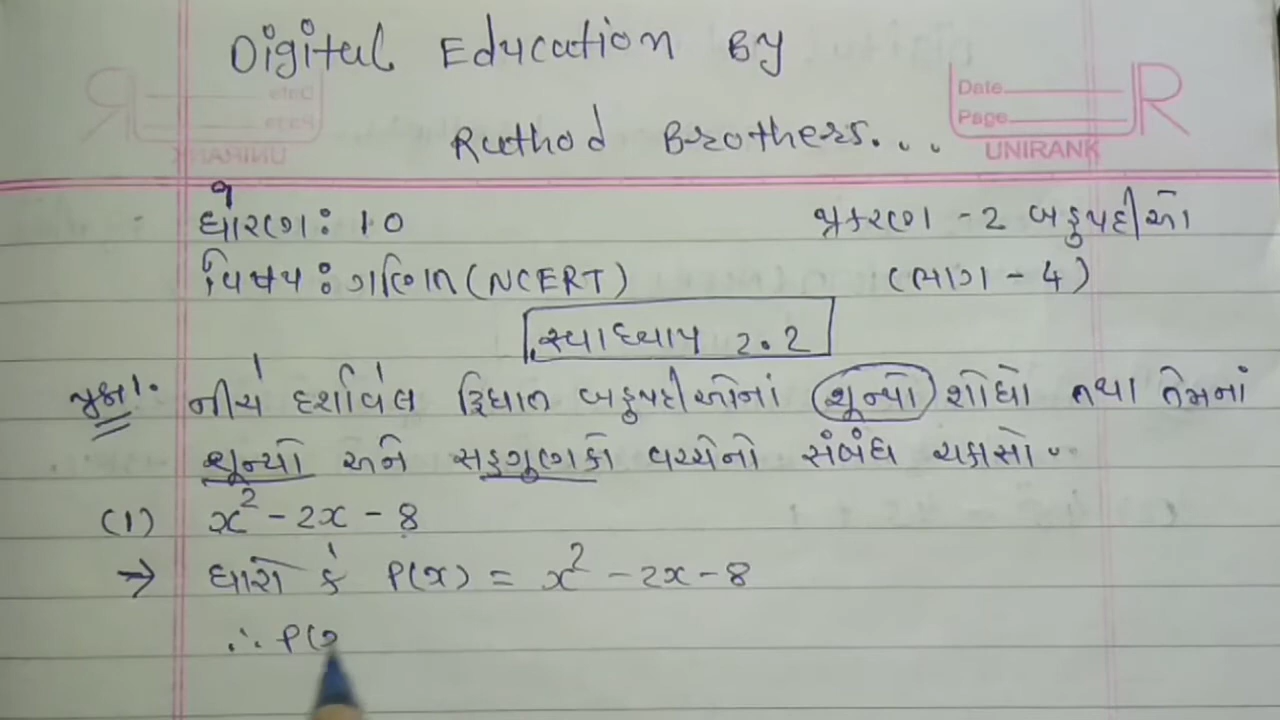 Digital Education By
Rathod Brothers...
Date
Page
UNIRANK
ધોરણ : 10
પ્રકરણ - 2 બહુપદીઓ
વિષય : ગણિત (NCERT)
(ભાગ - 4)
સ્વાધ્યાય 2.2
પ્રશ્ન 1. નીચે દર્શાવેલ દ્વિઘાત બહુપદીઓનાં શૂન્યો શોધો તથા તેમનાં
શૂન્યો અને સહગુણકો વચ્ચેનો સંબંધ ચકાસો.
(1) x² - 2x - 8
→ ધારો કે P(x) = x² - 2x - 8
∴ P(x